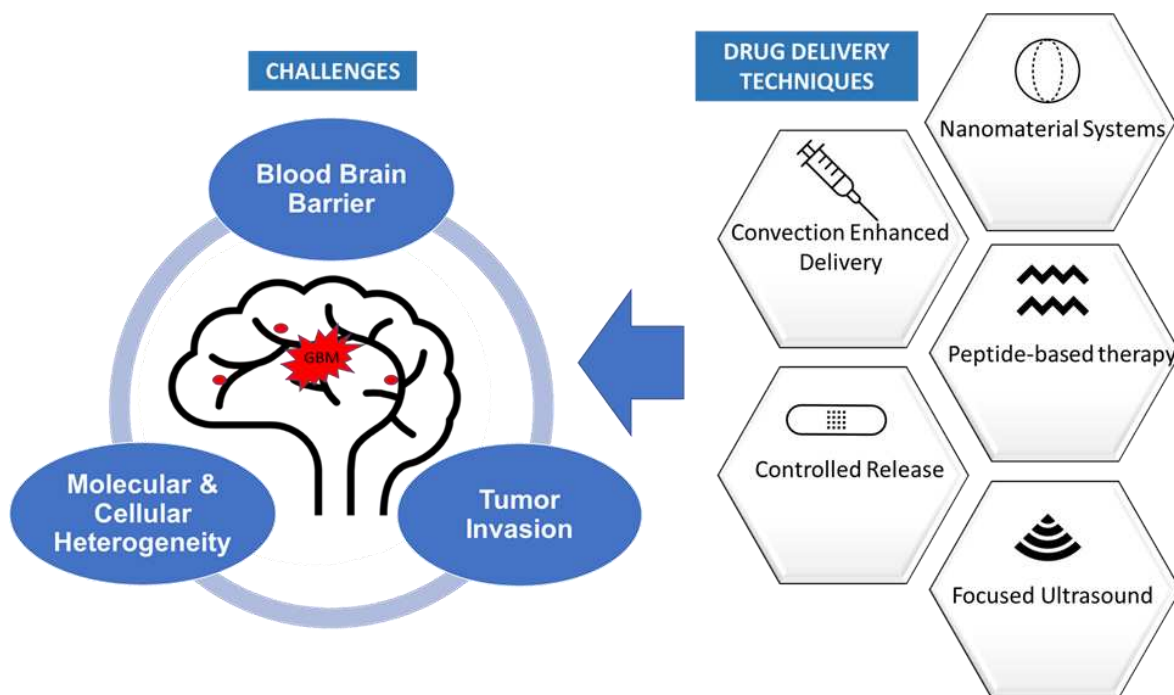 CHALLENGES
Blood Brain
Barrier
GBM
Molecular &
Cellular
Heterogeneity
Tumor
Invasion
DRUG DELIVERY
TECHNIQUES
Nanomaterial Systems
Convection Enhanced
Delivery
Peptide-based therapy
Controlled Release
Focused Ultrasound